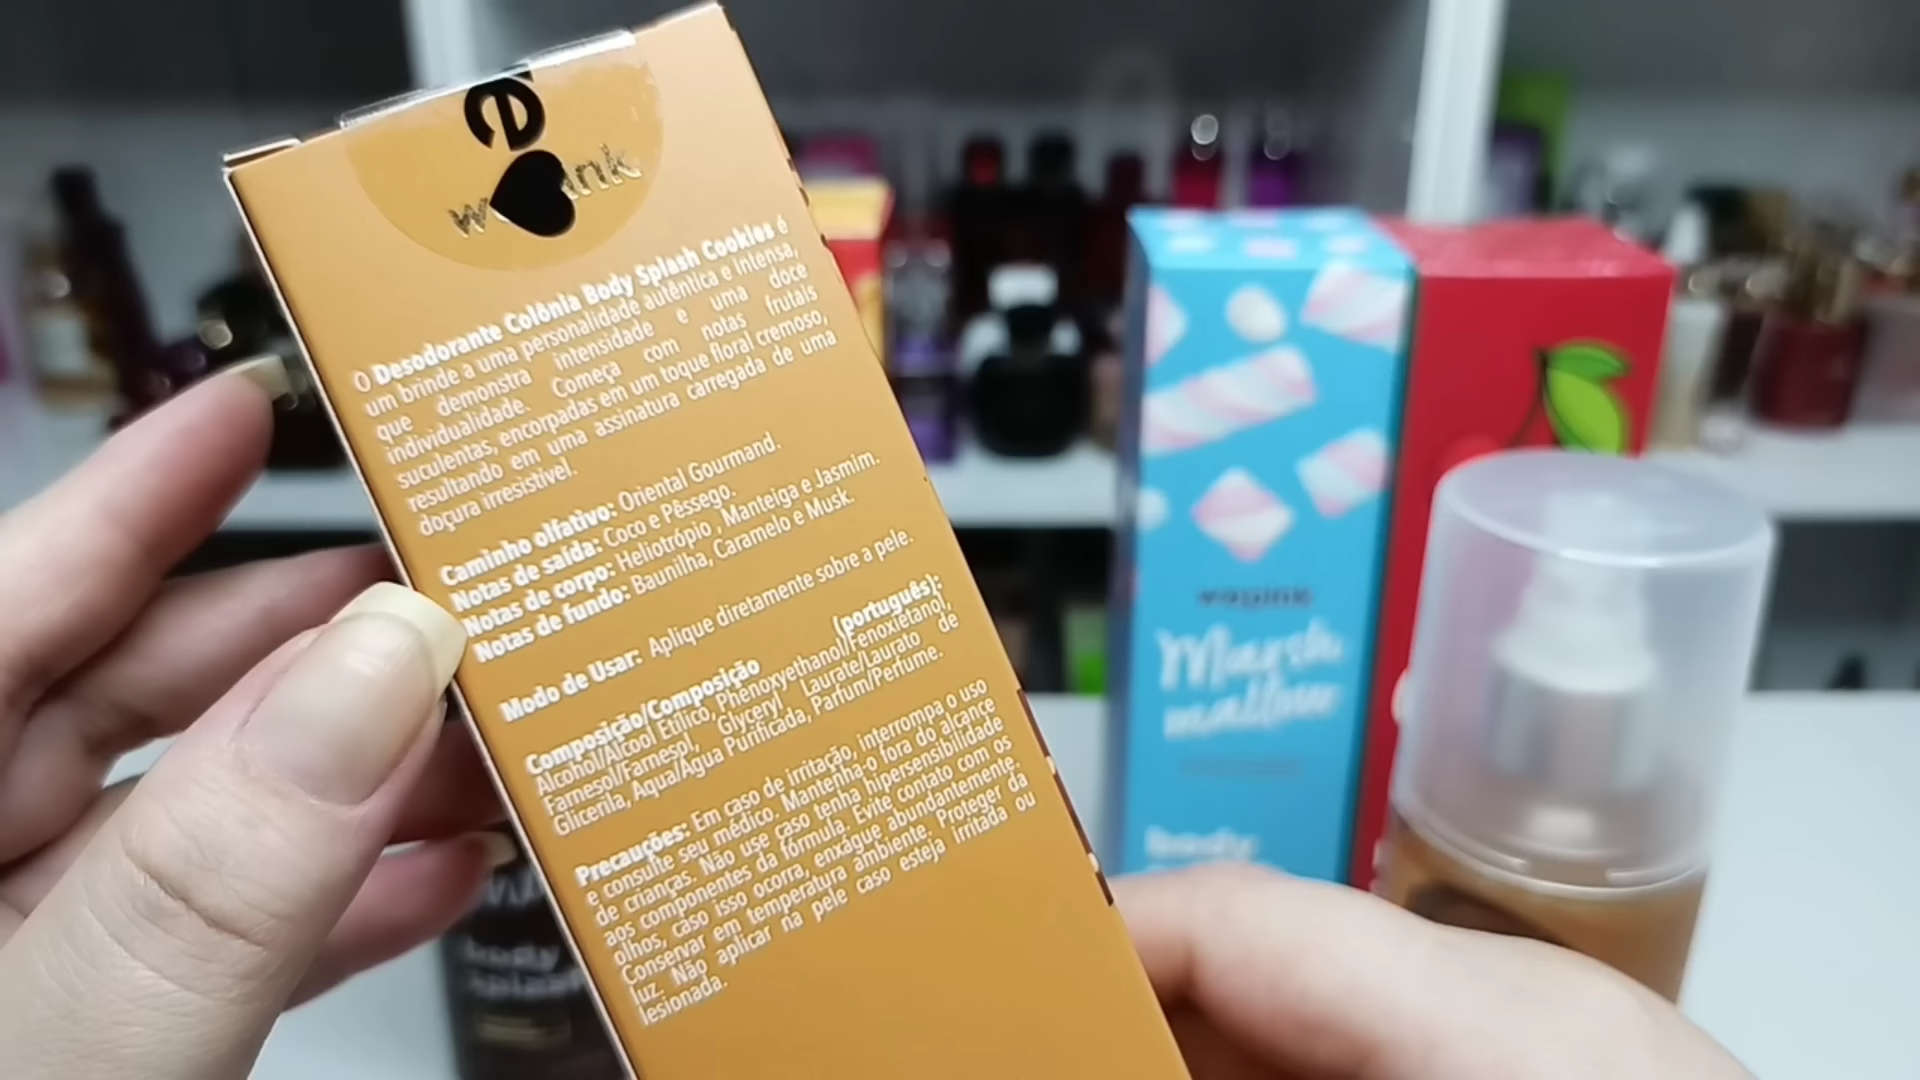 wepink
O Desodorante Colônia Body Splash Cookies é
um brinde a uma personalidade autêntica e intensa,
que demonstra intensidade e uma doce
individualidade. Começa com notas frutais
suculentas, encorpadas em um toque floral cremoso,
resultando em uma assinatura carregada de uma
doçura irresistível.
Caminho olfativo: Oriental Gourmand.
Notas de saída: Coco e Pêssego.
Notas de corpo: Heliotrópio , Manteiga e Jasmim.
Notas de fundo: Baunilha, Caramelo e Musk.
Modo de Usar: Aplique diretamente sobre a pele.
Composição/Composição (português):
Alcohol/Álcool Etílico, Phenoxyethanol/Fenoxietanol,
Farnesol/Farnesol, Glyceryl Laurate/Laurato de
Glicerila, Aqua/Água Purificada, Parfum/Perfume.
Precauções: Em caso de irritação, interrompa o uso
e consulte seu médico. Mantenha-o fora do alcance
de crianças. Não use caso tenha hipersensibilidade
aos componentes da fórmula. Evite contato com os
olhos, caso isso ocorra, enxágue abundantemente.
Conservar em temperatura ambiente. Proteger da
luz. Não aplicar na pele caso esteja irritada ou
lesionada.
wepink
Marsh
mallow
body
body
splash